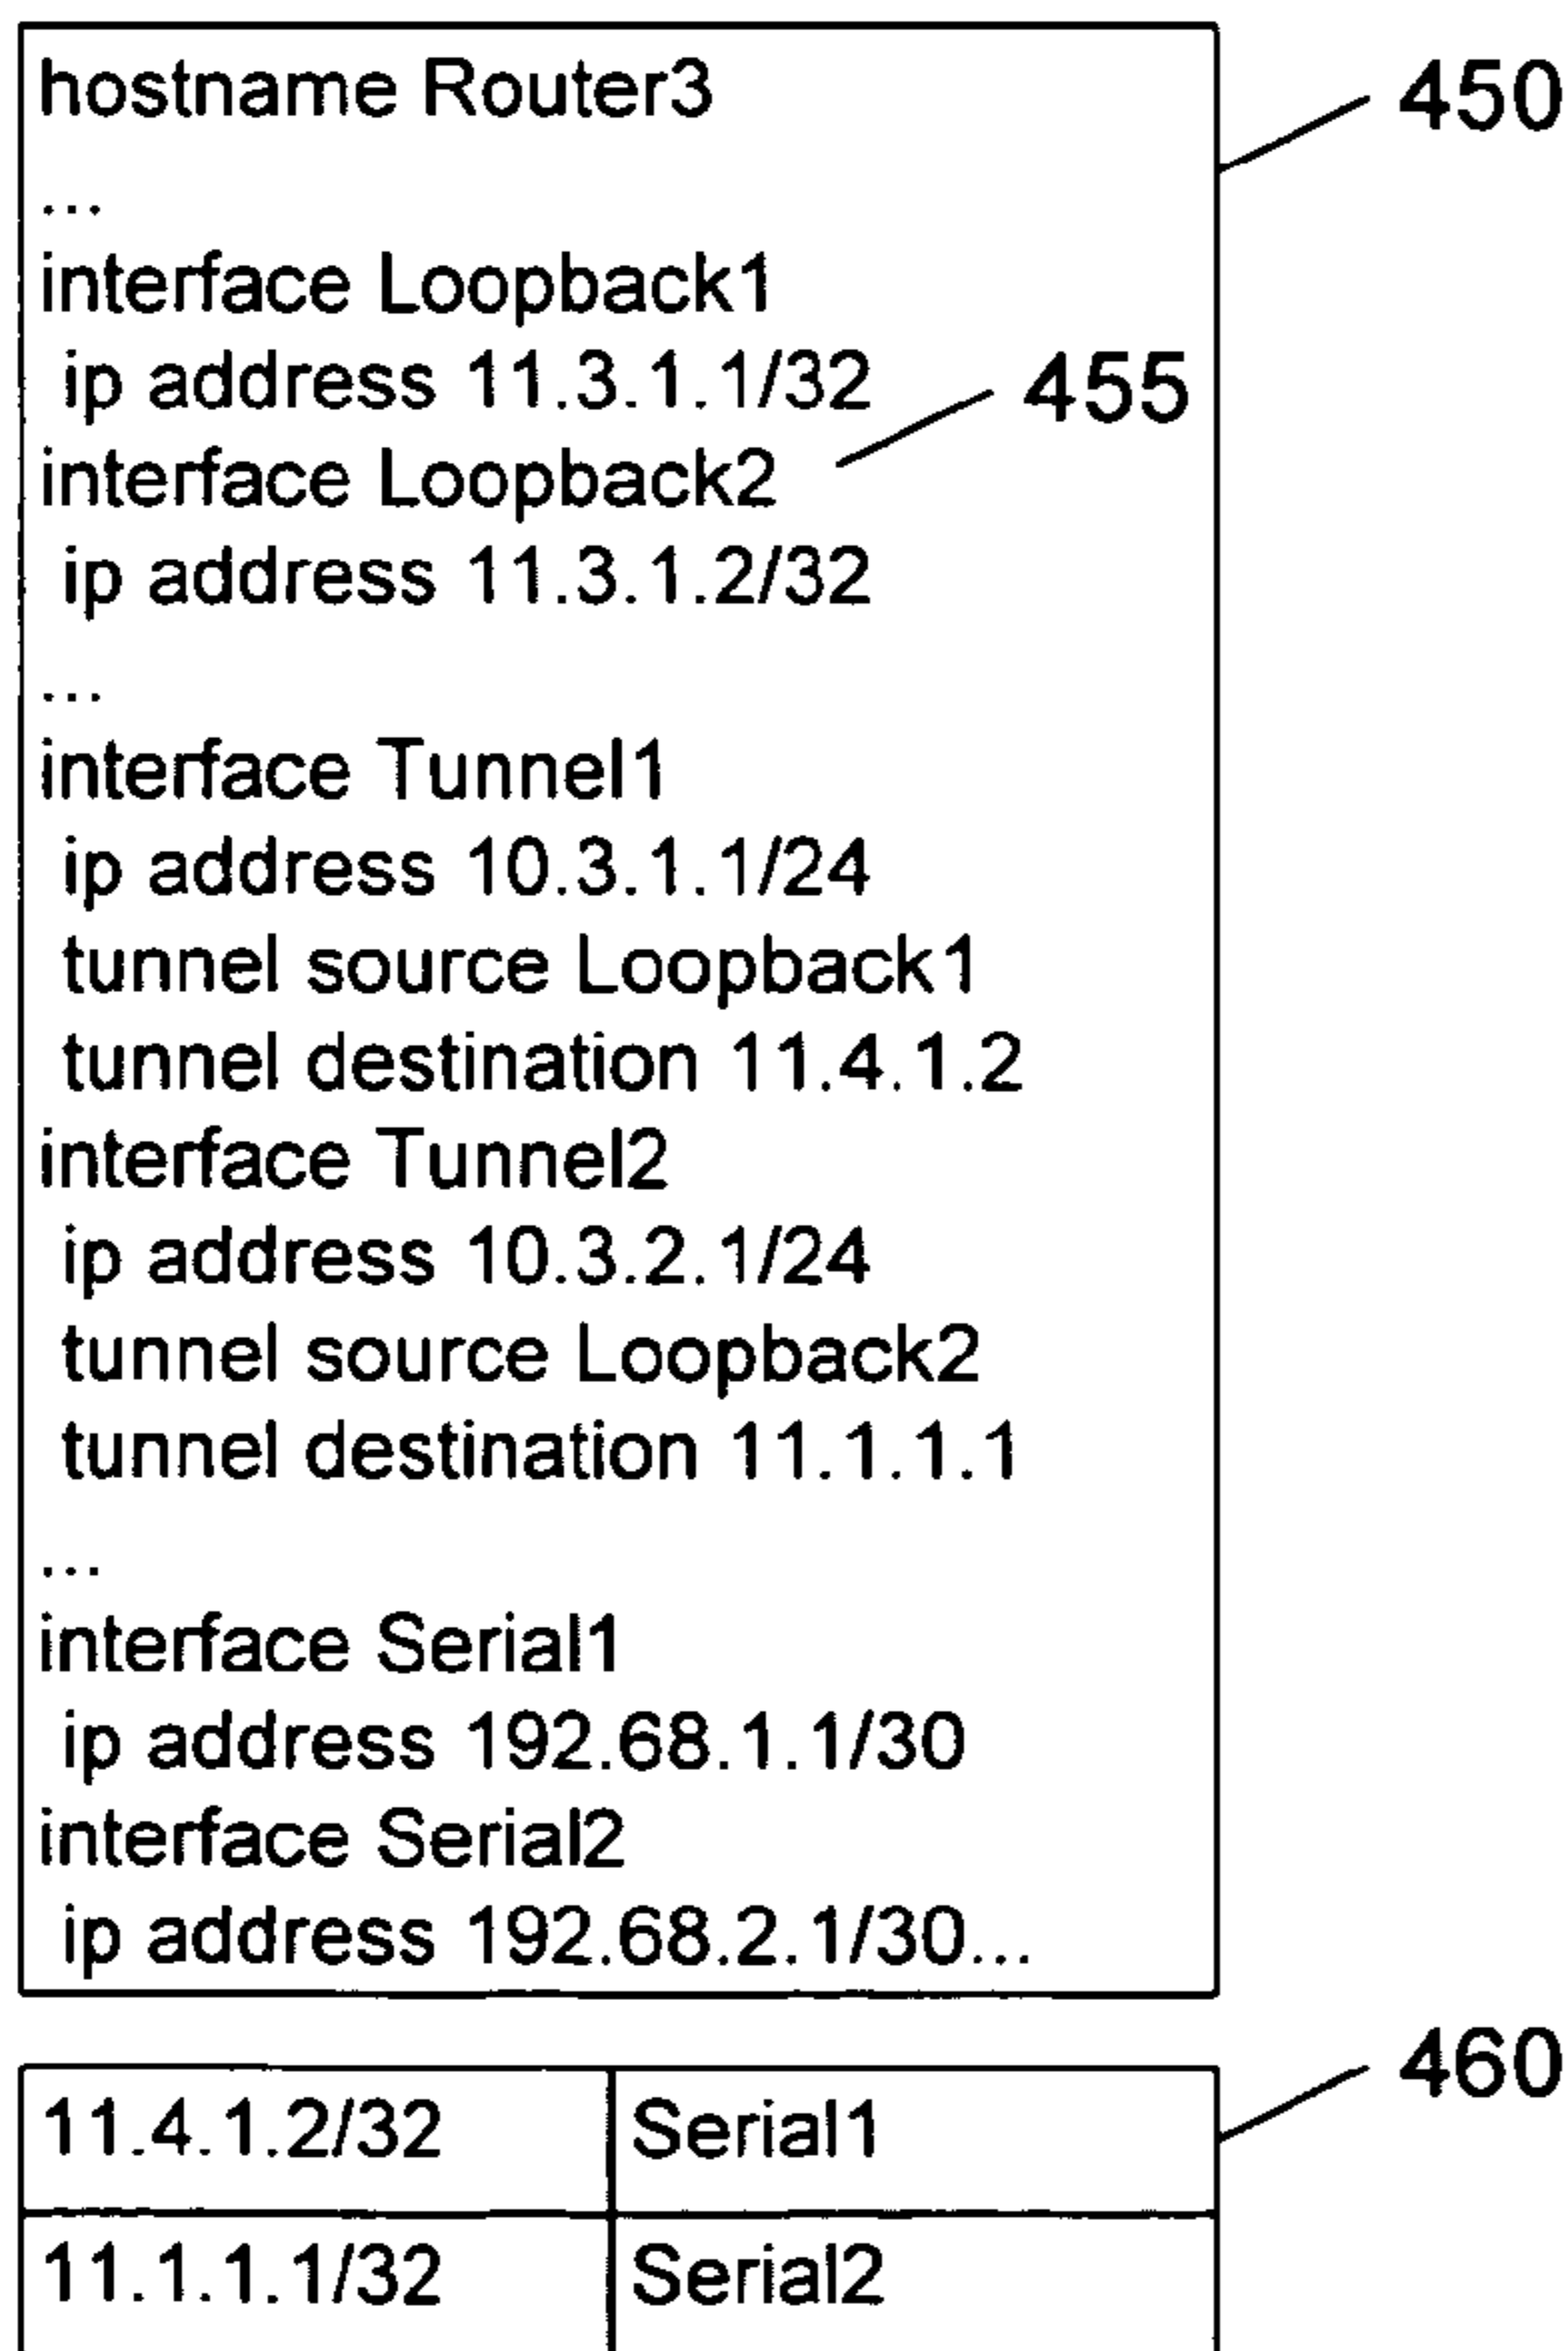 hostname Router3
450
...
interface Loopback1
ip address 11.3.1.1/32
455
interface Loopback2
ip address 11.3.1.2/32
...
interface Tunnel1
ip address 10.3.1.1/24
tunnel source Loopback1
tunnel destination 11.4.1.2
interface Tunnel2
ip address 10.3.2.1/24
tunnel source Loopback2
tunnel destination 11.1.1.1
...
interface Serial1
ip address 192.68.1.1/30
interface Serial2
ip address 192.68.2.1/30...
460
11.4.1.2/32 Serial1
11.1.1.1/32 Serial2